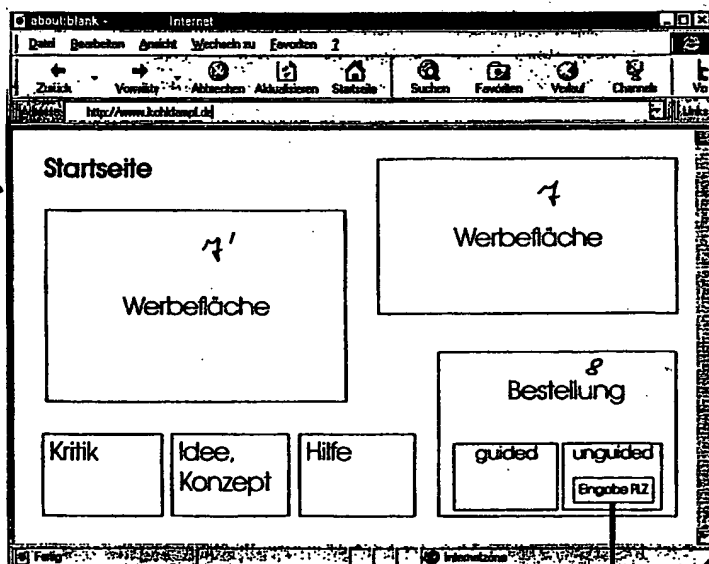 about:blank - Internet
Datei Bearbeiten Ansicht Wechseln zu Favoriten ?
Zurück Vorwärts Abbrechen Aktualisieren Startseite Suchen Favoriten Verlauf Channels Vo
http://www.kohldampf.de Links
Startseite
7
Werbefläche
7'
Werbefläche
8
Bestellung
guided unguided
Eingabe PLZ
Kritik Idee, Hilfe
Konzept
Fertig Internetzone